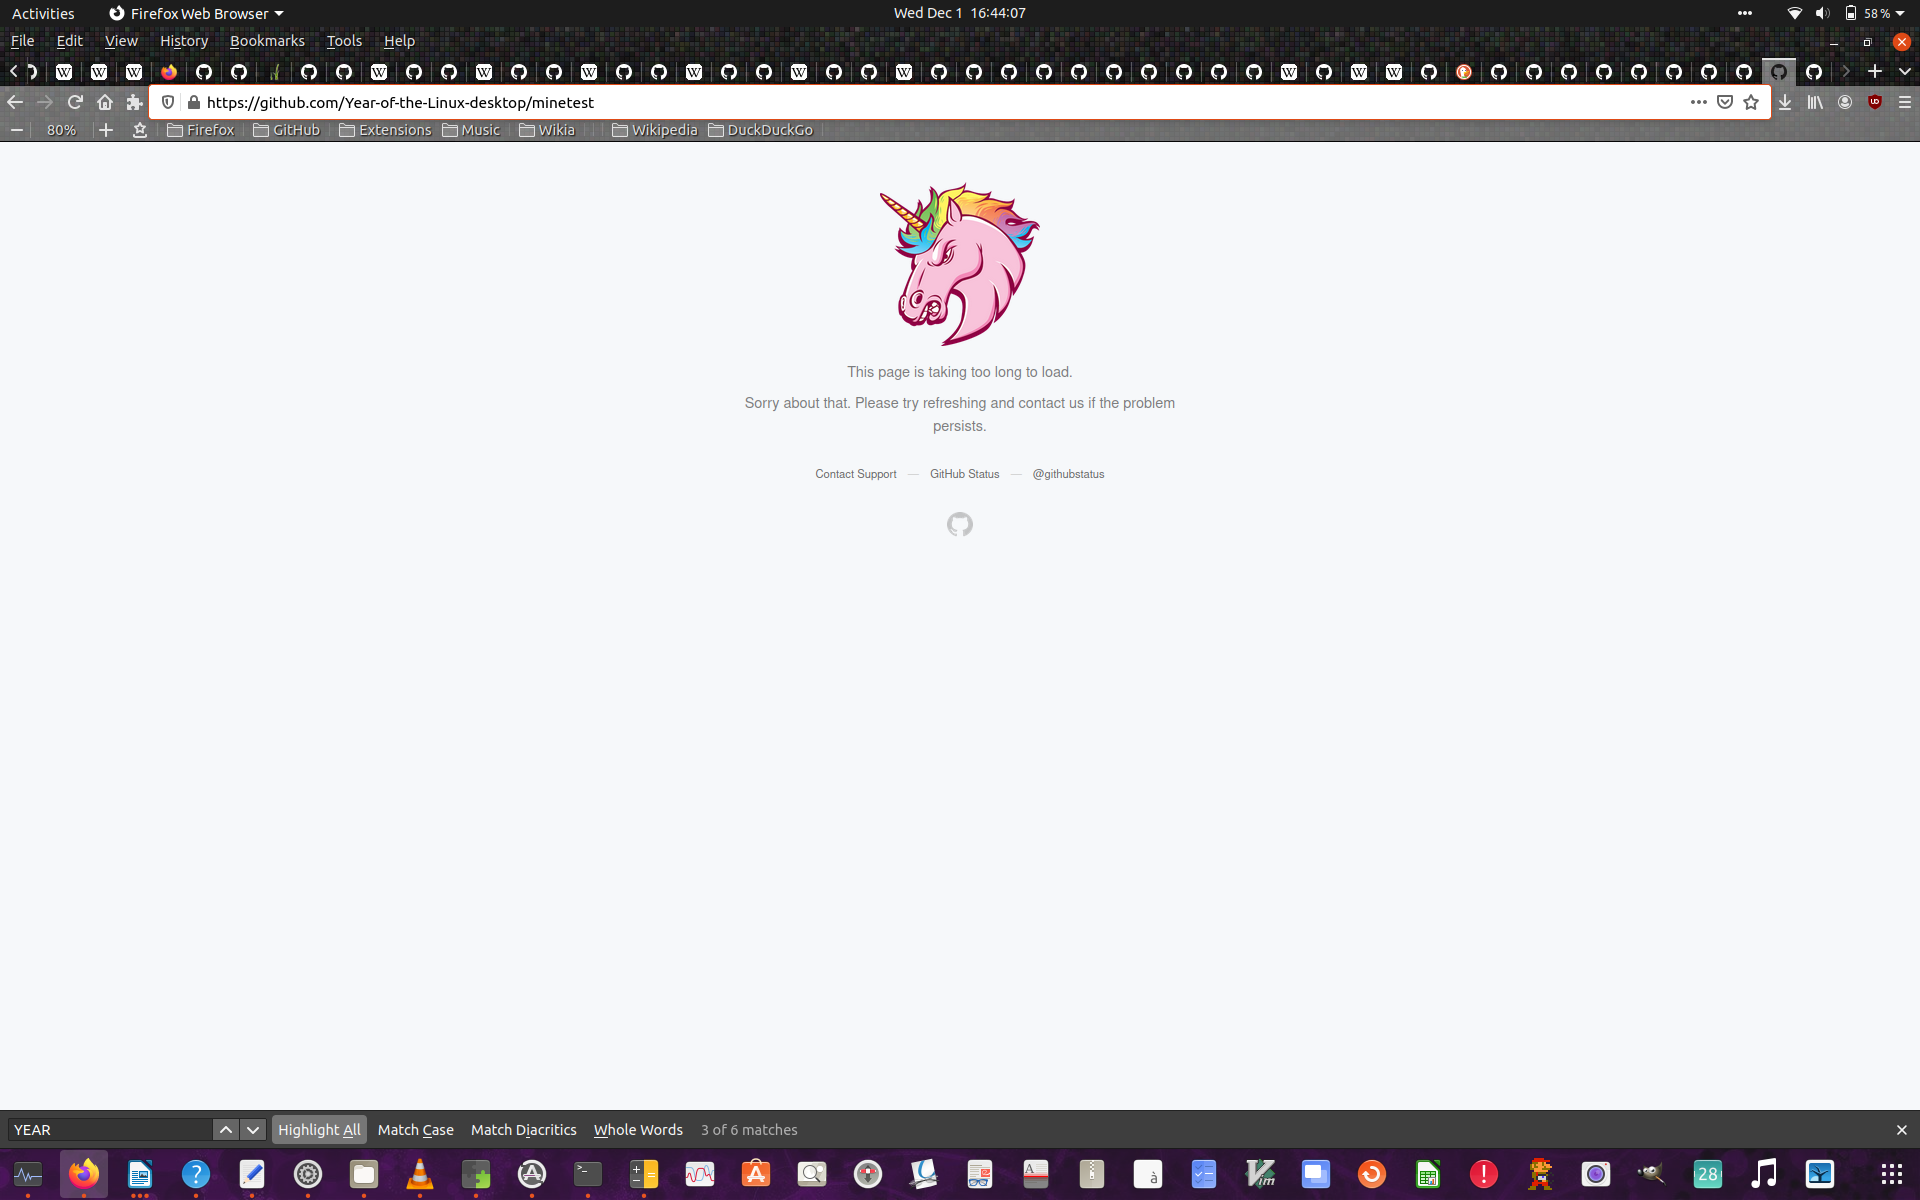 Activities Firefox Web Browser Wed Dec 1 16:44:07 58 %
File Edit View History Bookmarks Tools Help
https://github.com/Year-of-the-Linux-desktop/minetest
80% Firefox GitHub Extensions Music Wikia Wikipedia DuckDuckGo
This page is taking too long to load.
Sorry about that. Please try refreshing and contact us if the problem
persists.
Contact Support — GitHub Status — @githubstatus
YEAR Highlight All Match Case Match Diacritics Whole Words 3 of 6 matches
28